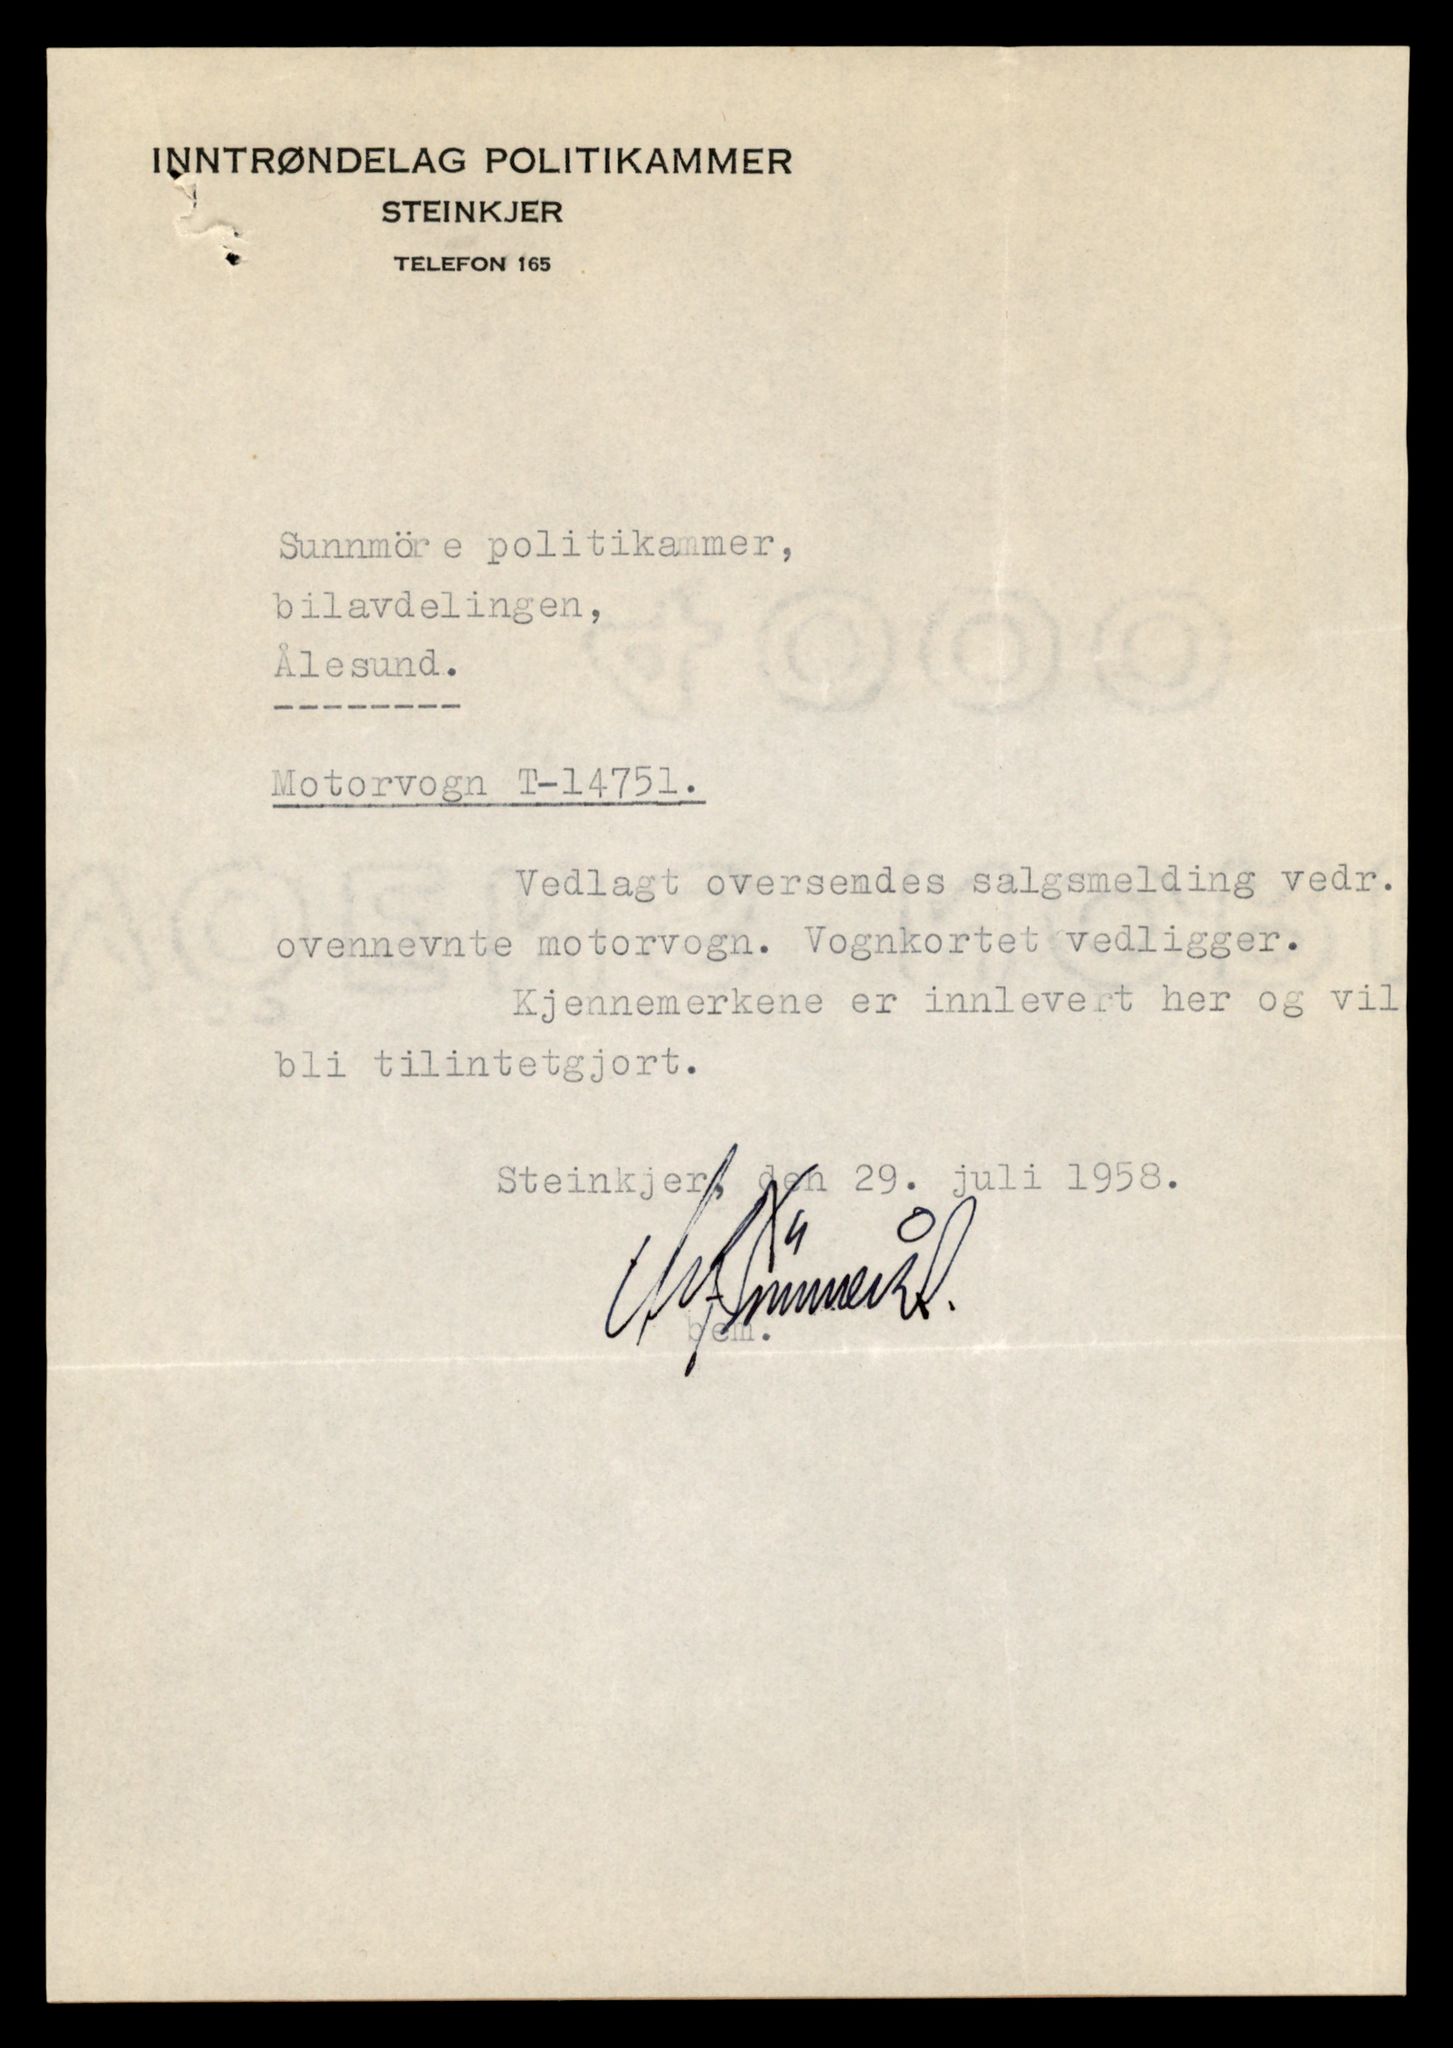 INNTRØNDELAG POLITIKAMMER
STEINKJER
TELEFON 165
Sunnmöre politikammer,
bilavdelingen,
Ålesund.
--------
Motorvogn T-14751.
Vedlagt oversendes salgsmelding vedr.
ovennevnte motorvogn. Vognkortet vedligger.
Kjennemerkene er innlevert her og vil
bli tilintetgjort.
Steinkjer, den 29. juli 1958.
bem.